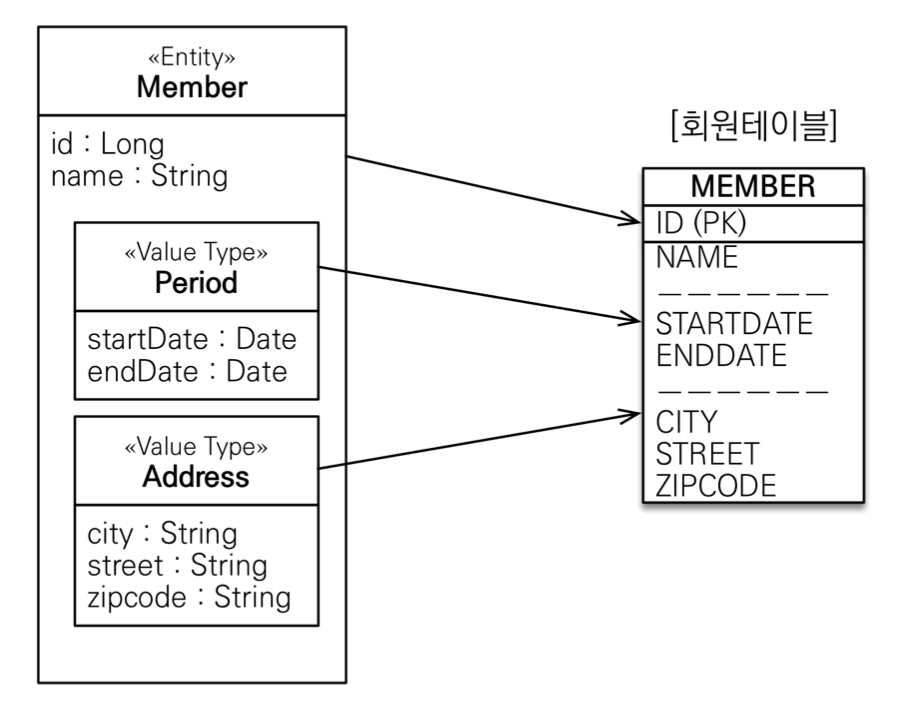 «Entity»
Member
id : Long
name : String
«Value Type»
Period
startDate : Date
endDate : Date
«Value Type»
Address
city : String
street : String
zipcode : String
[회원테이블]
MEMBER
ID (PK)
NAME
STARTDATE
ENDDATE
CITY
STREET
ZIPCODE